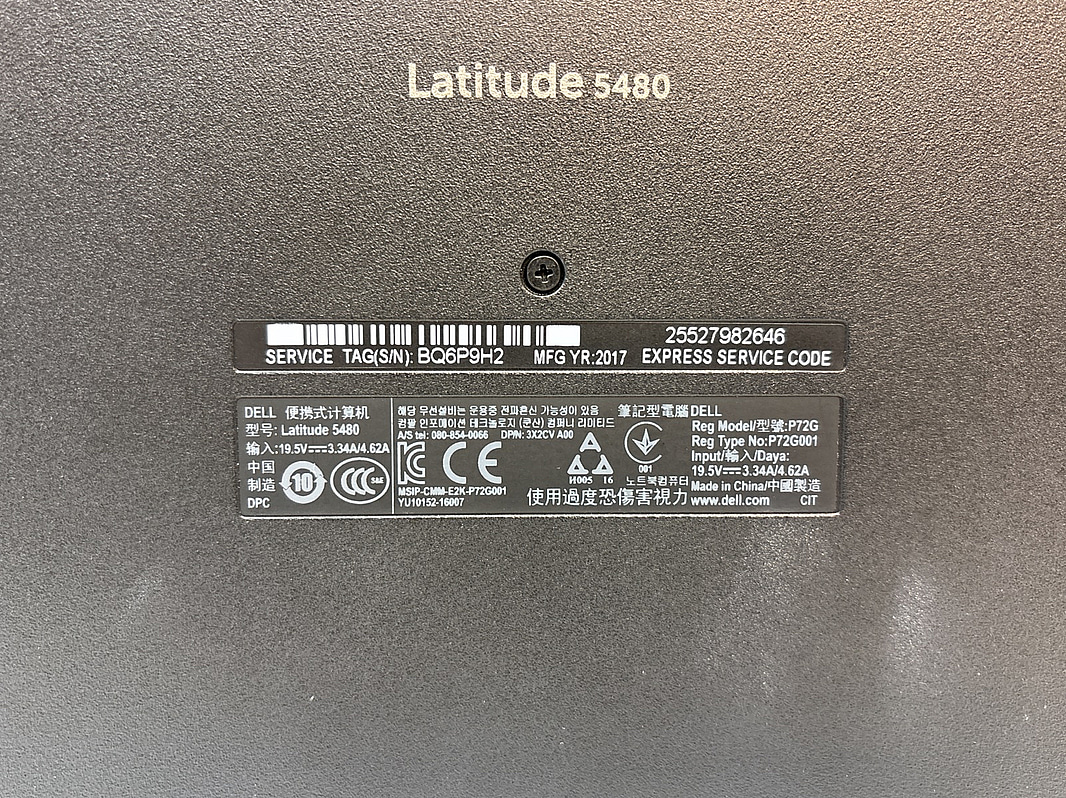 Latitude 5480
25527982646
SERVICE TAG(S/N): BQ6P9H2 MFG YR:2017 EXPRESS SERVICE CODE
DELL 便携式计算机
型号: Latitude 5480
输入:19.5V⎓3.34A/4.62A
中国
制造
DPC
10
CCC S&E
해당 무선설비는 운용중 전파혼신 가능성이 있음
컴팔 인포메이션 테크놀로지 (쿤산) 컴퍼니 리미티드
A/S tel: 080-854-0066 DP/N: 3X2CV A00
CE
MSIP-CMM-E2K-P72G001
YU10152-16007
A
И005 16
筆記型電腦 DELL
001
노트북컴퓨터
使用過度恐傷害視力
Reg Model/型號:P72G
Reg Type No:P72G001
Input/輸入/Daya:
19.5V⎓3.34A/4.62A
Made in China/中國製造
www.dell.com CIT